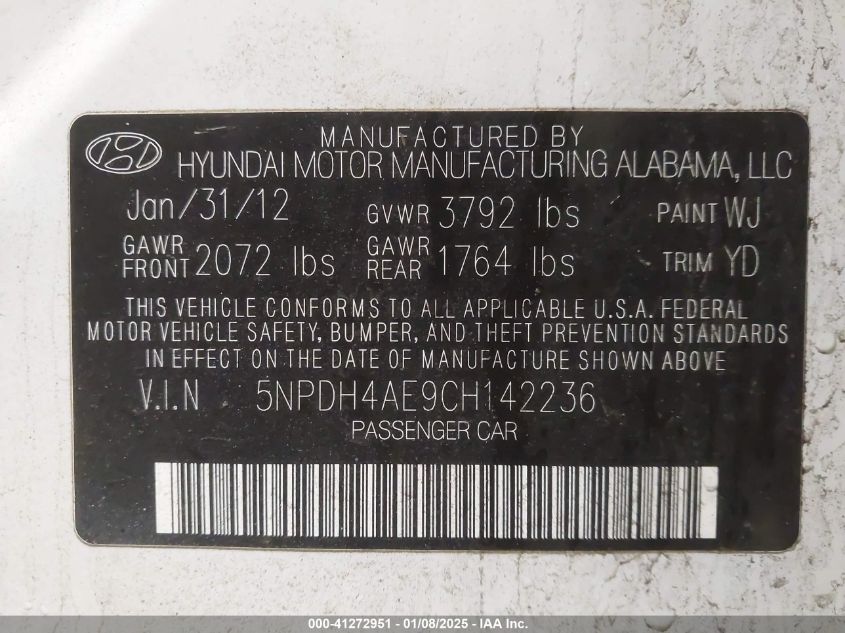 MANUFACTURED BY
HYUNDAI MOTOR MANUFACTURING ALABAMA, LLC
Jan/31/12 GVWR 3792 lbs PAINT WJ
GAWR FRONT 2072 lbs GAWR REAR 1764 lbs TRIM YD
THIS VEHICLE CONFORMS TO ALL APPLICABLE U.S.A. FEDERAL
MOTOR VEHICLE SAFETY, BUMPER, AND THEFT PREVENTION STANDARDS
IN EFFECT ON THE DATE OF MANUFACTURE SHOWN ABOVE
V.I.N 5NPDH4AE9CH142236
PASSENGER CAR
000-41272951 - 01/08/2025 - IAA Inc.